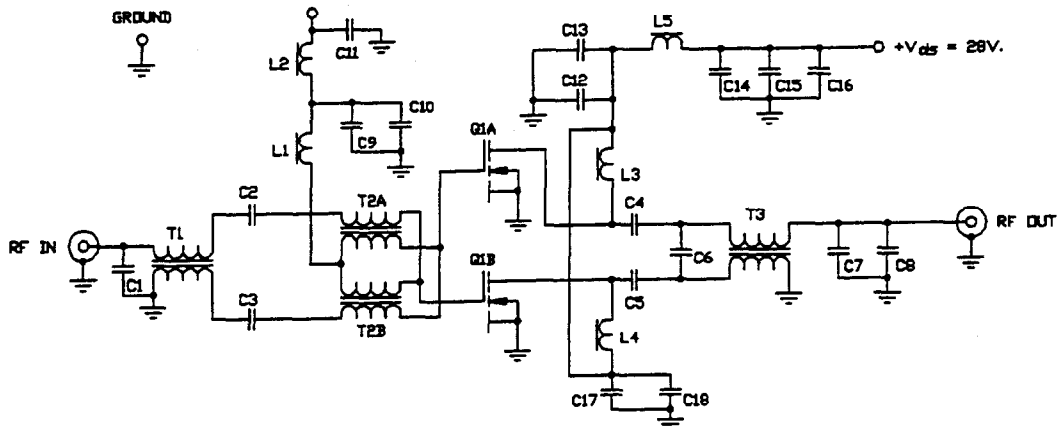 GROUND
C11
L2
C13
L5
+Vds = 28V.
C12
C14
C15
C16
C10
C9
L1
Q1A
L3
C2
T2A
C4
T3
RF IN
T1
RF OUT
C1
C6
C7
C8
Q1B
C3
C5
T2B
L4
C17
C18